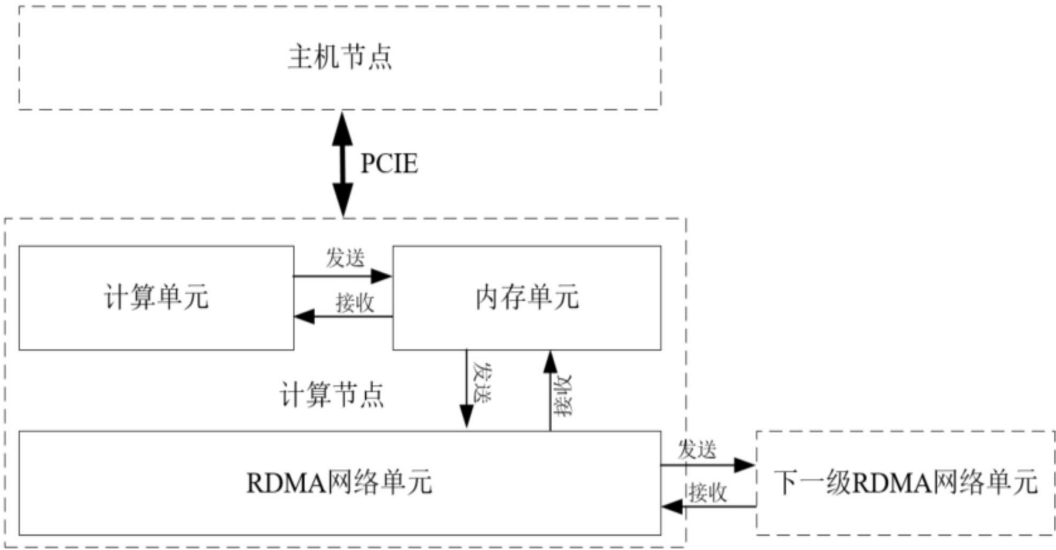 主机节点
PCIE
发送
计算单元
内存单元
接收
发送
接收
计算节点
RDMA网络单元
发送
下一级RDMA网络单元
接收